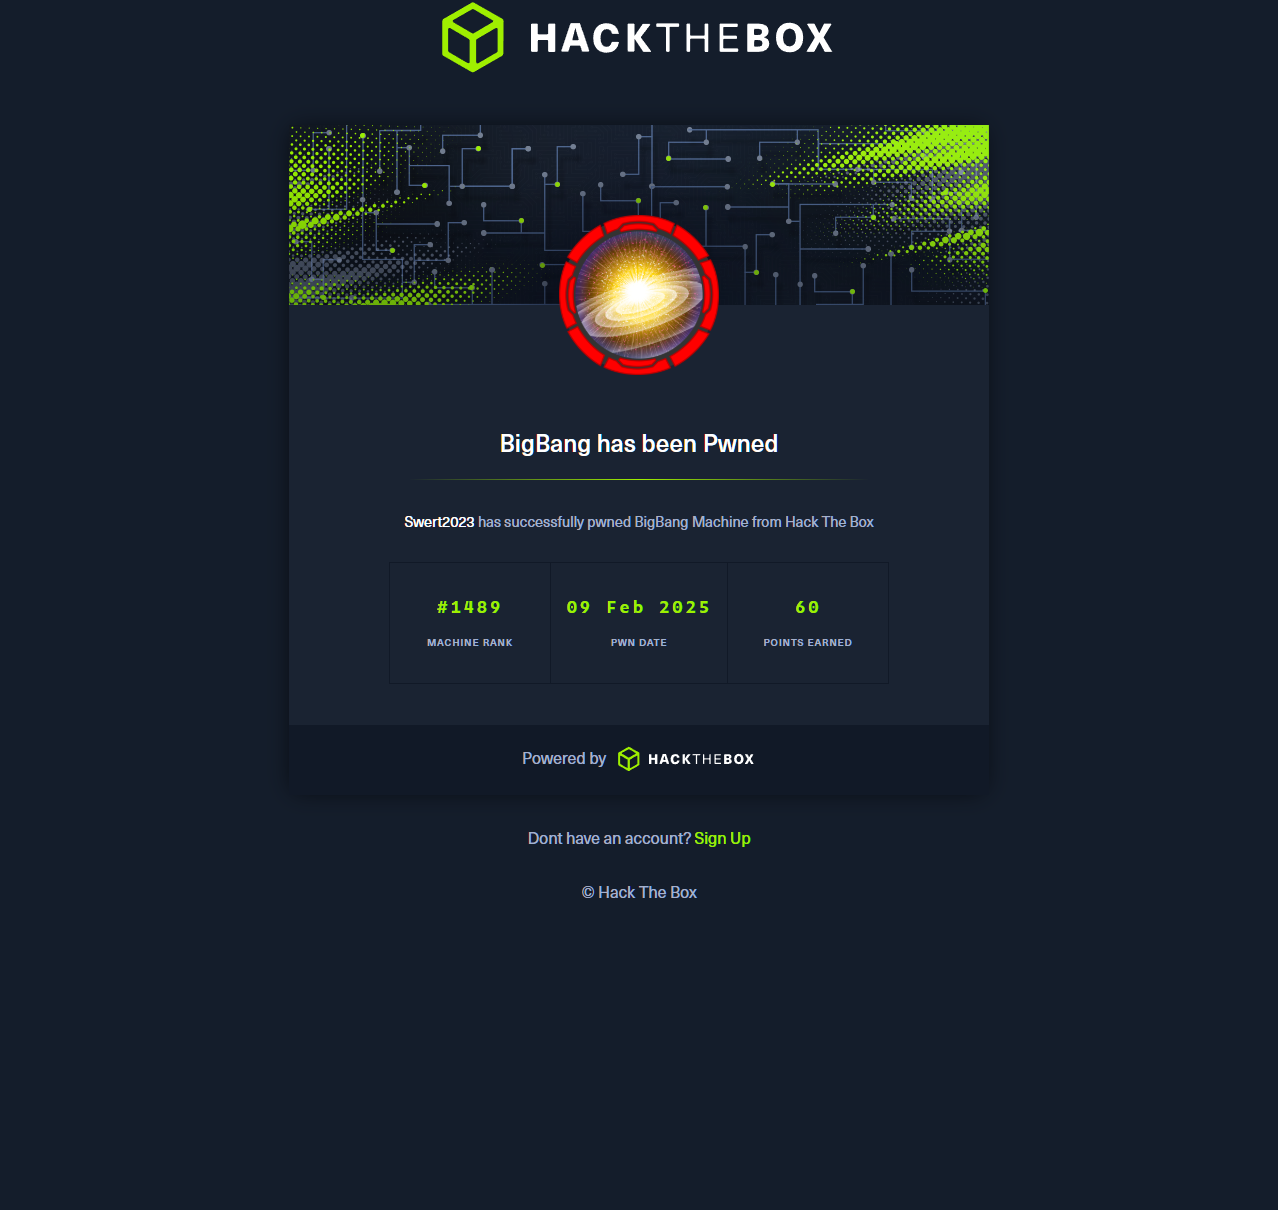 HACKTHEBOX
BigBang has been Pwned
Swert2023 has successfully pwned BigBang Machine from Hack The Box
#1489 09 Feb 2025 60
MACHINE RANK PWN DATE POINTS EARNED
Powered by HACKTHEBOX
Dont have an account? Sign Up
© Hack The Box